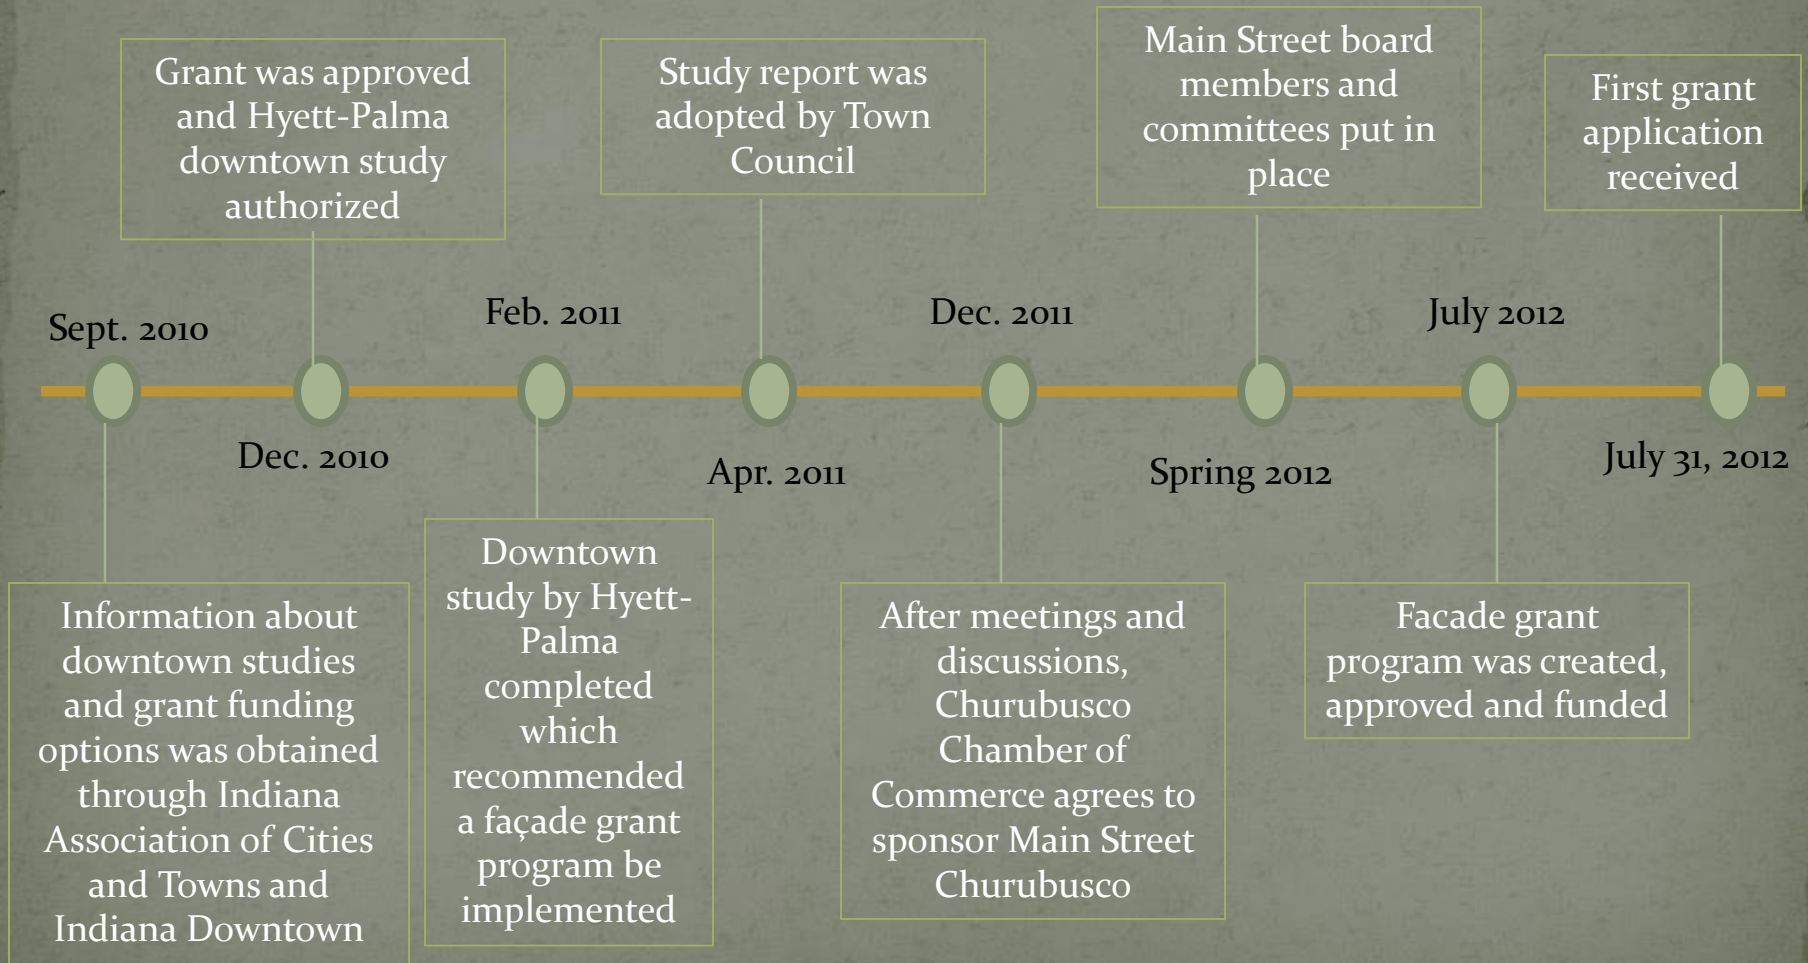 Grant was approved
and Hyett-Palma
downtown study
authorized
Study report was
adopted by Town
Council
Main Street board
members and
committees put in
place
First grant
application
received
Sept. 2010
Feb. 2011
Dec. 2011
July 2012
Dec. 2010
Apr. 2011
Spring 2012
July 31, 2012
Information about
downtown studies
and grant funding
options was obtained
through Indiana
Association of Cities
and Towns and
Indiana Downtown
Downtown
study by Hyett-
Palma
completed
which
recommended
a façade grant
program be
implemented
After meetings and
discussions,
Churubusco
Chamber of
Commerce agrees to
sponsor Main Street
Churubusco
Facade grant
program was created,
approved and funded